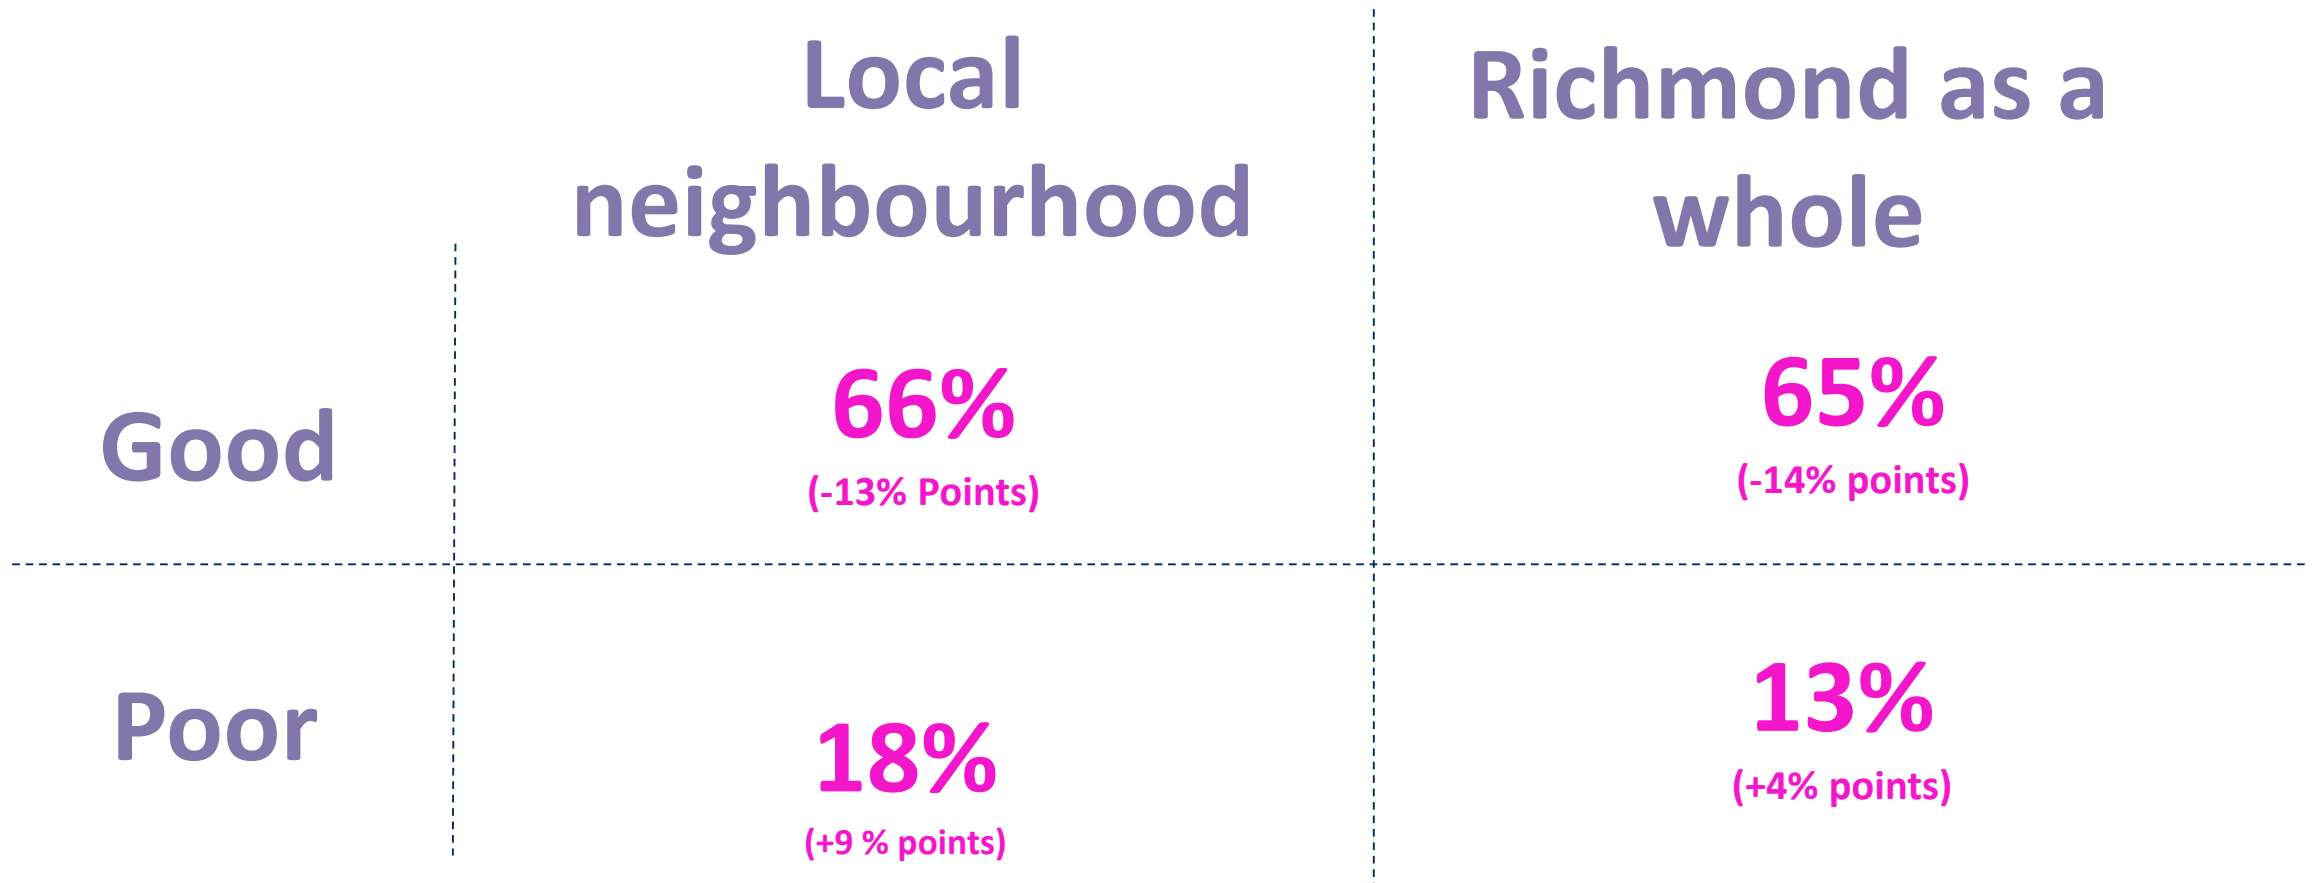 Local
neighbourhood
Richmond as a
whole
Good
66%
(-13% Points)
65%
(-14% points)
Poor
18%
(+9 % points)
13%
(+4% points)